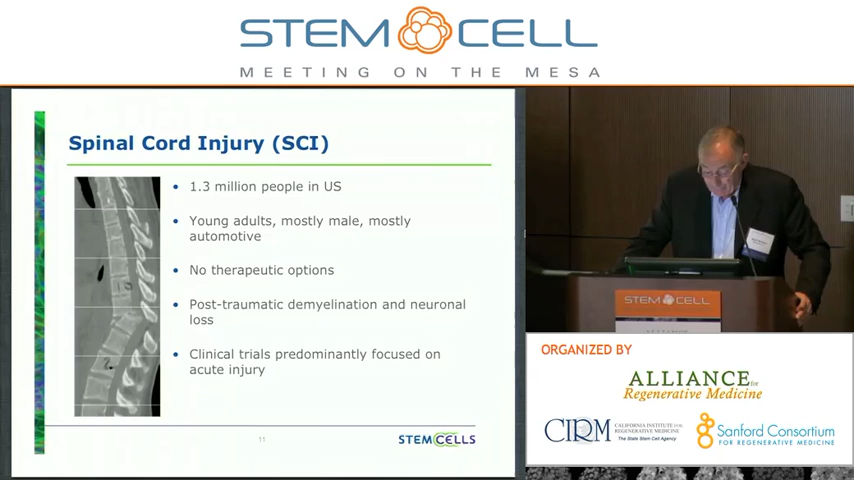 STEM CELL
MEETING ON THE MESA
Spinal Cord Injury (SCI)
• 1.3 million people in US
• Young adults, mostly male, mostly
automotive
• No therapeutic options
• Post-traumatic demyelination and neuronal
loss
• Clinical trials predominantly focused on
acute injury
11
STEMCELLS
STEM CELL
ORGANIZED BY
ALLIANCE for
Regenerative Medicine
CIRM
CALIFORNIA INSTITUTE FOR
REGENERATIVE MEDICINE
The State Stem Cell Agency
Sanford Consortium
FOR REGENERATIVE MEDICINE